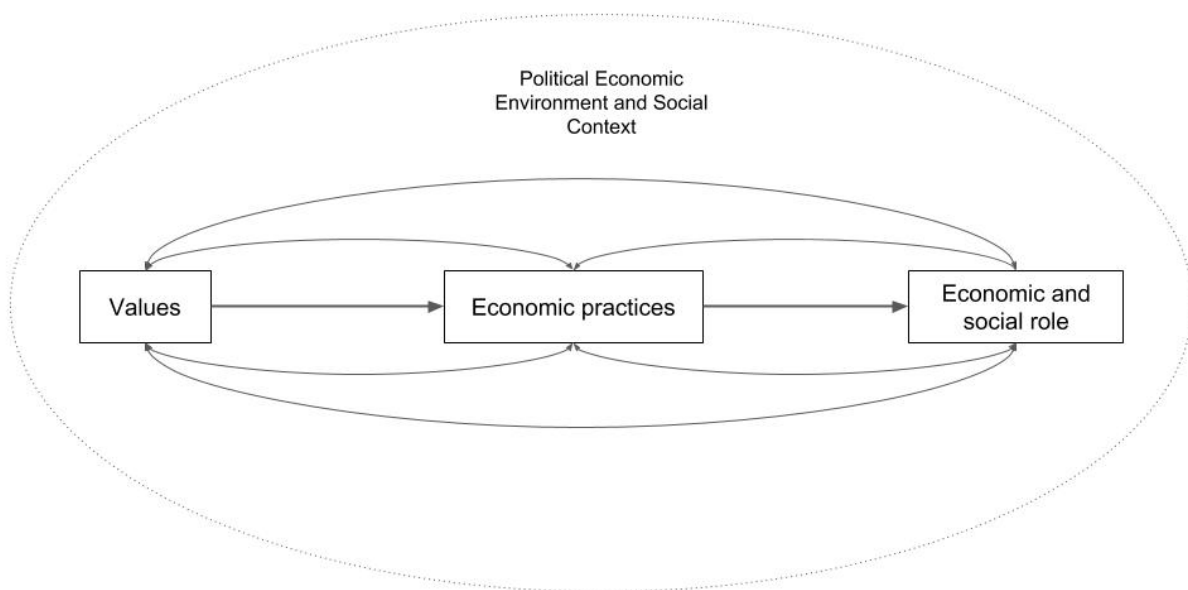 Political Economic
Environment and Social
Context
Values
Economic practices
Economic and
social role